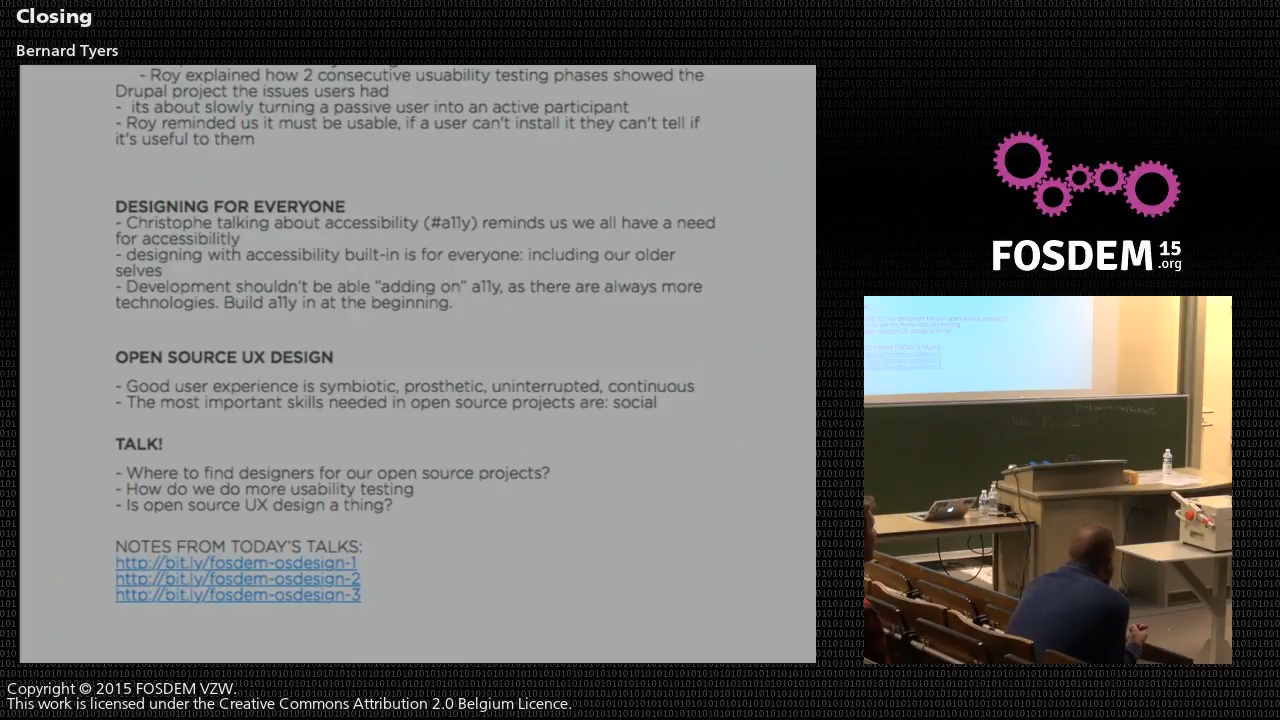 Closing
Bernard Tyers
- Roy explained how 2 consecutive usuability testing phases showed the
Drupal project the issues users had
- its about slowly turning a passive user into an active participant
- Roy reminded us it must be usable, if a user can't install it they can't tell if
it's useful to them
DESIGNING FOR EVERYONE
- Christophe talking about accessibility (#a11y) reminds us we all have a need
for accessibilitly
- designing with accessibility built-in is for everyone: including our older
selves
- Development shouldn't be able "adding on" a11y, as there are always more
technologies. Build a11y in at the beginning.
OPEN SOURCE UX DESIGN
- Good user experience is symbiotic, prosthetic, uninterrupted, continuous
- The most important skills needed in open source projects are: social
TALK!
- Where to find designers for our open source projects?
- How do we do more usability testing
- Is open source UX design a thing?
NOTES FROM TODAY'S TALKS:
http://bit.ly/fosdem-osdesign-1
http://bit.ly/fosdem-osdesign-2
http://bit.ly/fosdem-osdesign-3
FOSDEM 15
.org
Copyright © 2015 FOSDEM VZW.
This work is licensed under the Creative Commons Attribution 2.0 Belgium Licence.